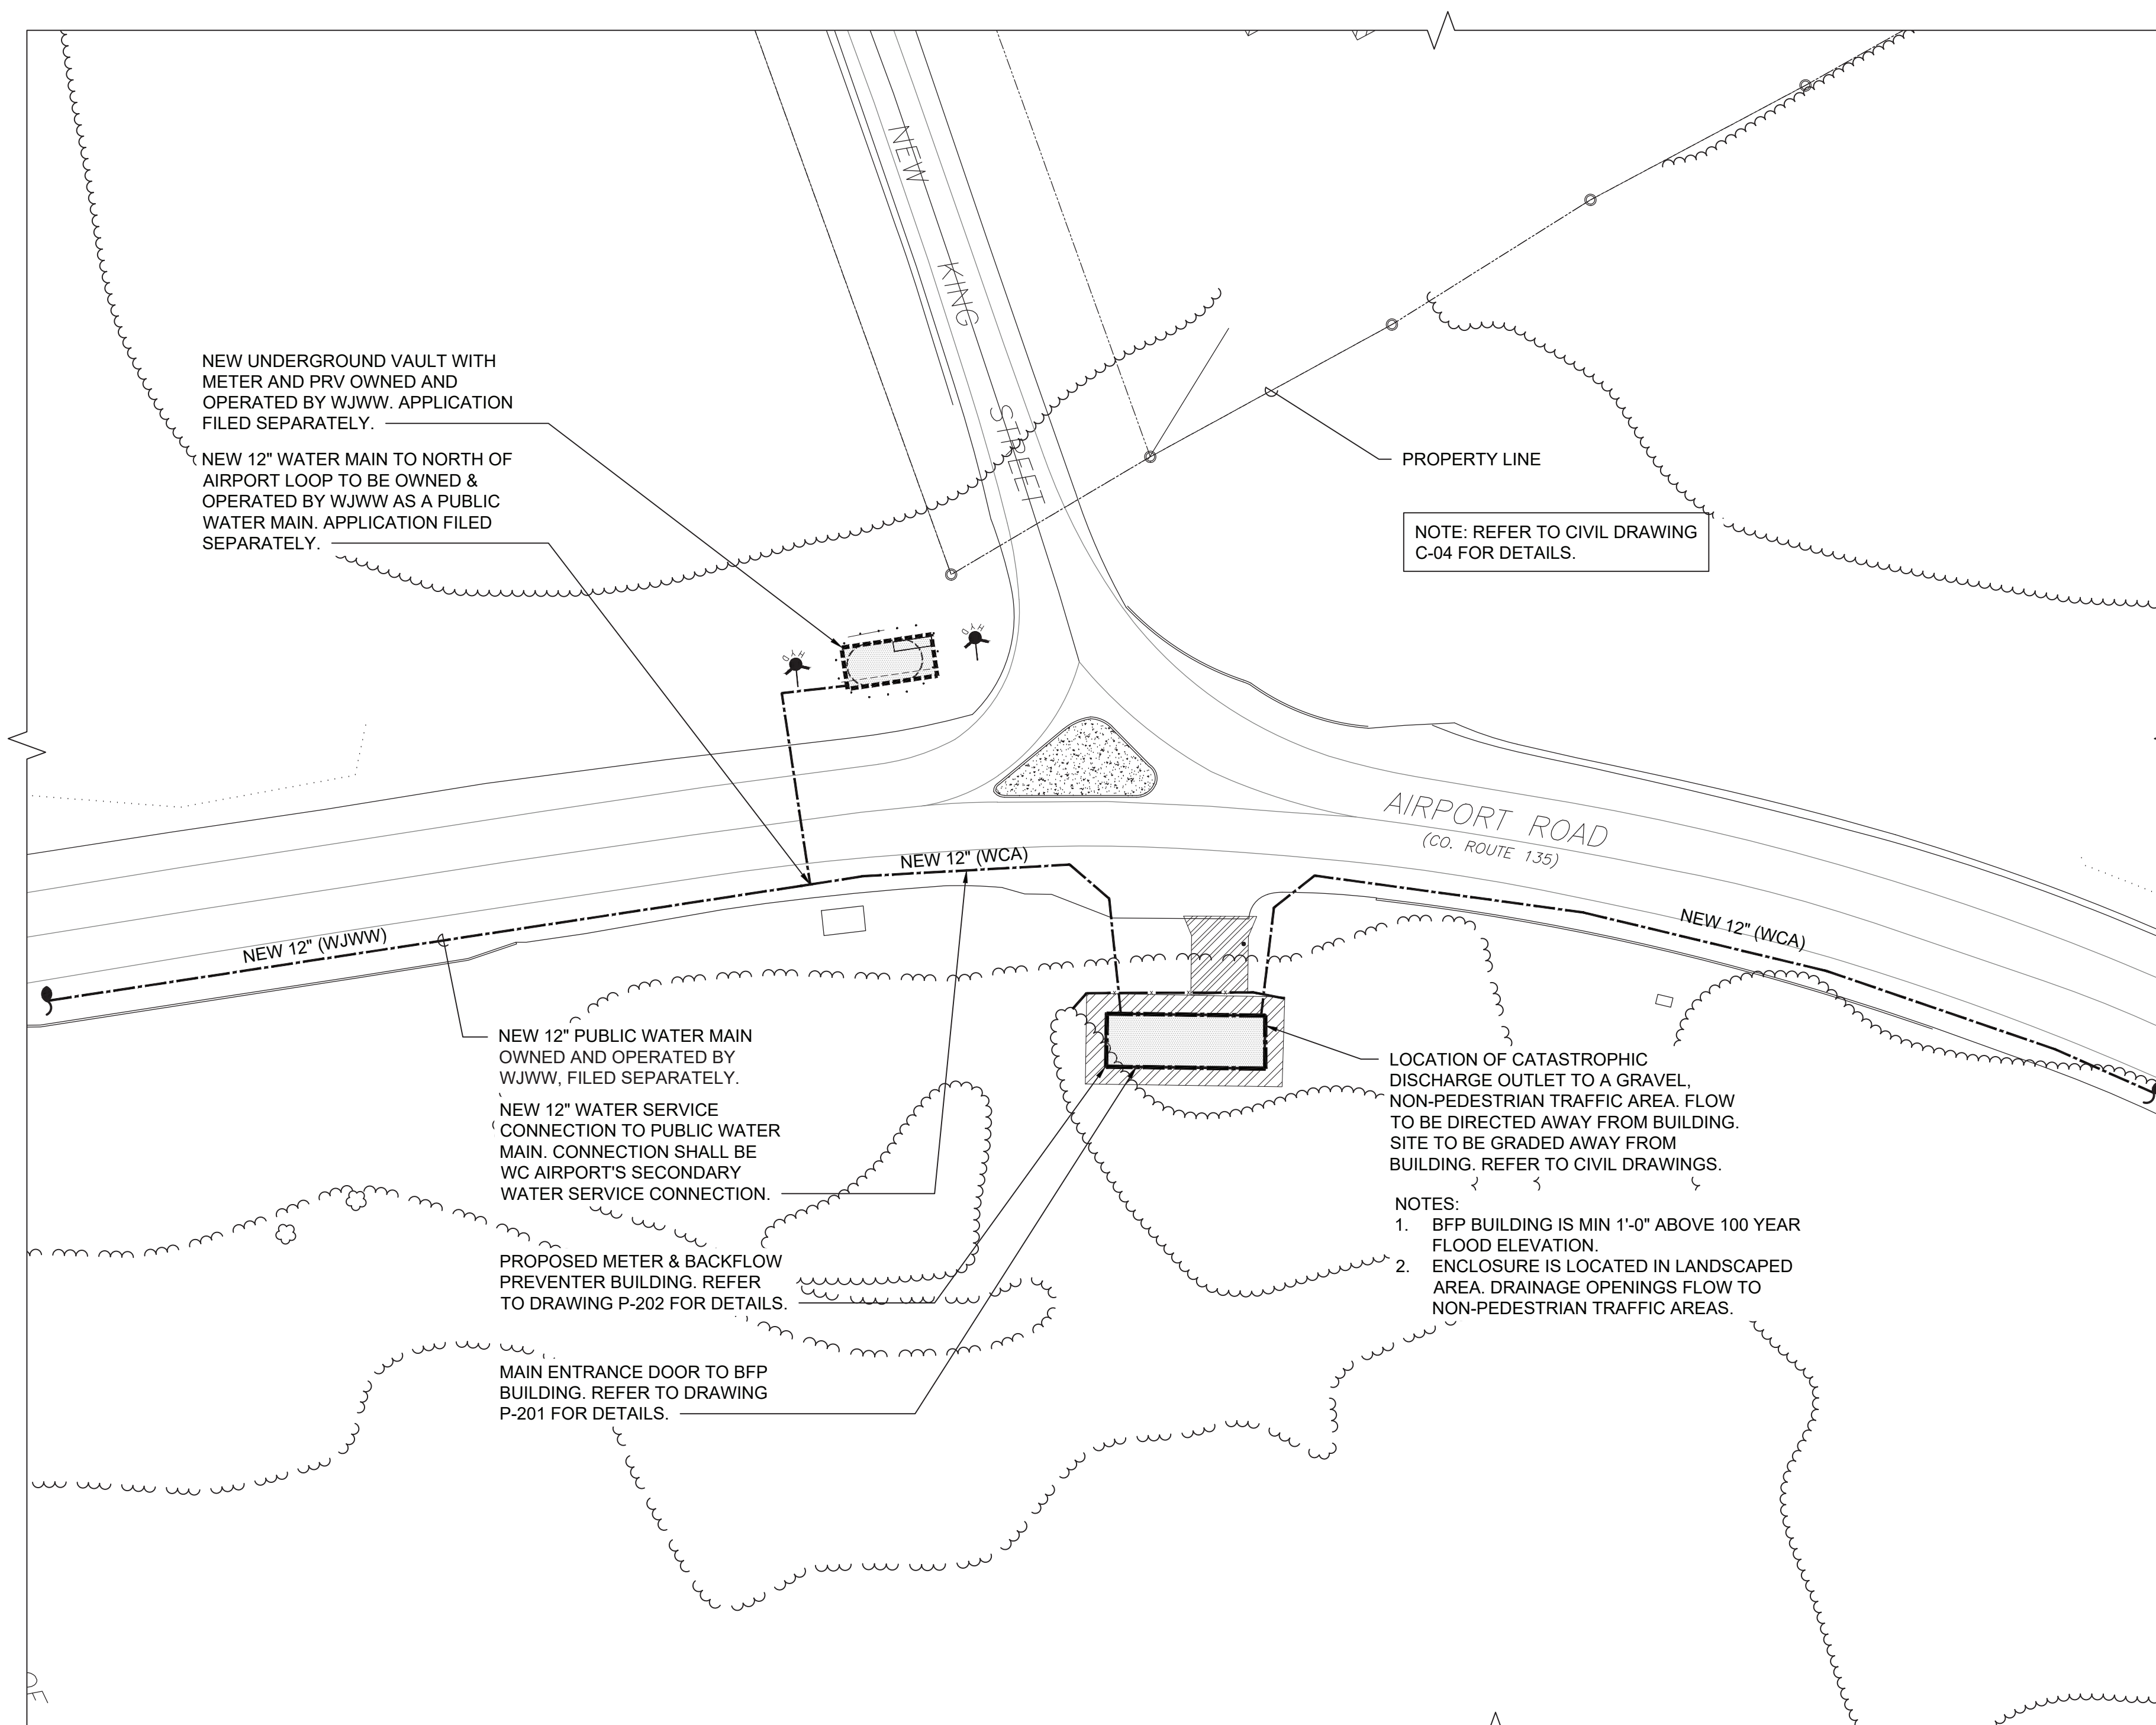 NEW
KING
STREET
NEW UNDERGROUND VAULT WITH
METER AND PRV OWNED AND
OPERATED BY WJWW. APPLICATION
FILED SEPARATELY.
NEW 12" WATER MAIN TO NORTH OF
AIRPORT LOOP TO BE OWNED &
OPERATED BY WJWW AS A PUBLIC
WATER MAIN. APPLICATION FILED
SEPARATELY.
PROPERTY LINE
NOTE: REFER TO CIVIL DRAWING
C-04 FOR DETAILS.
HYD
HYD
AIRPORT ROAD
(CO. ROUTE 135)
NEW 12" (WCA)
NEW 12" (WJWW)
NEW 12" (WCA)
NEW 12" PUBLIC WATER MAIN
OWNED AND OPERATED BY
WJWW, FILED SEPARATELY.
NEW 12" WATER SERVICE
CONNECTION TO PUBLIC WATER
MAIN. CONNECTION SHALL BE
WC AIRPORT'S SECONDARY
WATER SERVICE CONNECTION.
PROPOSED METER & BACKFLOW
PREVENTER BUILDING. REFER
TO DRAWING P-202 FOR DETAILS.
MAIN ENTRANCE DOOR TO BFP
BUILDING. REFER TO DRAWING
P-201 FOR DETAILS.
LOCATION OF CATASTROPHIC
DISCHARGE OUTLET TO A GRAVEL,
NON-PEDESTRIAN TRAFFIC AREA. FLOW
TO BE DIRECTED AWAY FROM BUILDING.
SITE TO BE GRADED AWAY FROM
BUILDING. REFER TO CIVIL DRAWINGS.
NOTES:
1. BFP BUILDING IS MIN 1'-0" ABOVE 100 YEAR
FLOOD ELEVATION.
2. ENCLOSURE IS LOCATED IN LANDSCAPED
AREA. DRAINAGE OPENINGS FLOW TO
NON-PEDESTRIAN TRAFFIC AREAS.